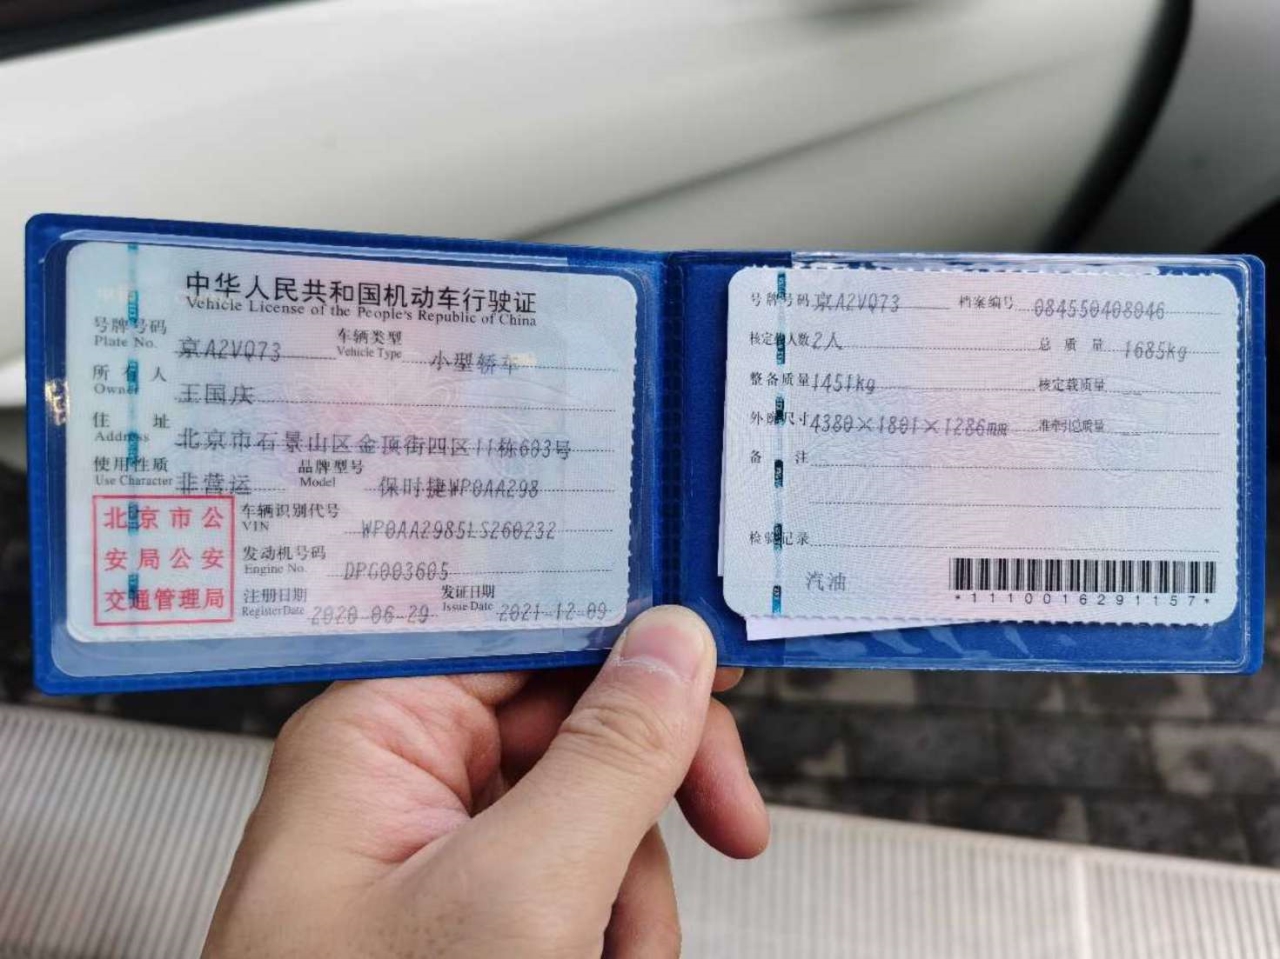 中华人民共和国机动车行驶证
Vehicle License of the People's Republic of China
号牌号码 京A2VQ73 车辆类型 小型轿车
Plate No. Vehicle Type
所有人 王国庆
Owner
住址 北京市石景山区金顶街四区11栋603号
Address
使用性质 非营运 品牌型号 保时捷WP0AA298
Use Character Model
车辆识别代号 WP0AA2985LS260232
VIN
发动机号码 DPG003605
Engine No.
注册日期 2020-06-29 发证日期 2021-12-09
Register Date Issue Date
北京市公
安局公安
交通管理局
号牌号码 京A2VQ73 档案编号 084550408046
核定载人数 2人 总质量 1685kg
整备质量 1451kg 核定载质量 --
外廓尺寸 4380×1801×1286mm 准牵引总质量 --
备注
检验记录
汽油
*1110016291157*